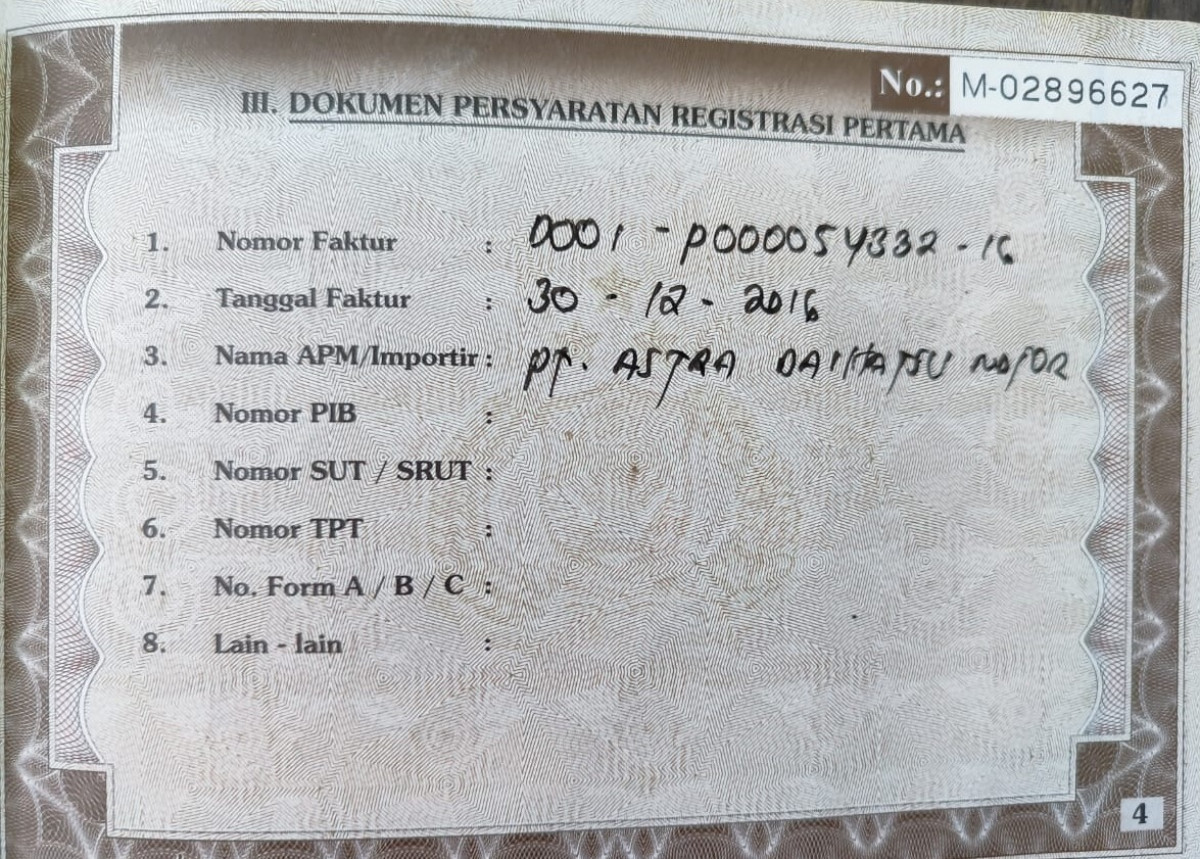 No.: M-02896627
III. DOKUMEN PERSYARATAN REGISTRASI PERTAMA
1. Nomor Faktur : 0001 - P000054332 - 16
2. Tanggal Faktur : 30 - 12 - 2016
3. Nama APM/Importir : PT. ASTRA DAIHATSU MOTOR
4. Nomor PIB :
5. Nomor SUT / SRUT :
6. Nomor TPT :
7. No. Form A / B / C :
8. Lain - lain :
4